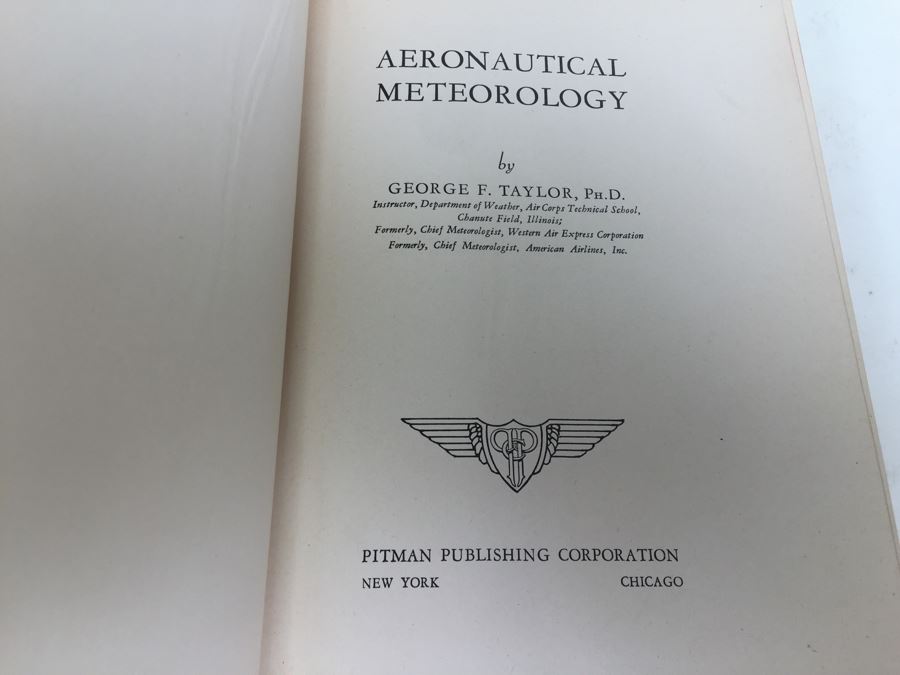 AERONAUTICAL
METEOROLOGY
by
GEORGE F. TAYLOR, PH.D.
Instructor, Department of Weather, Air Corps Technical School,
Chanute Field, Illinois;
Formerly, Chief Meteorologist, Western Air Express Corporation
Formerly, Chief Meteorologist, American Airlines, Inc.
PITMAN PUBLISHING CORPORATION
NEW YORK CHICAGO